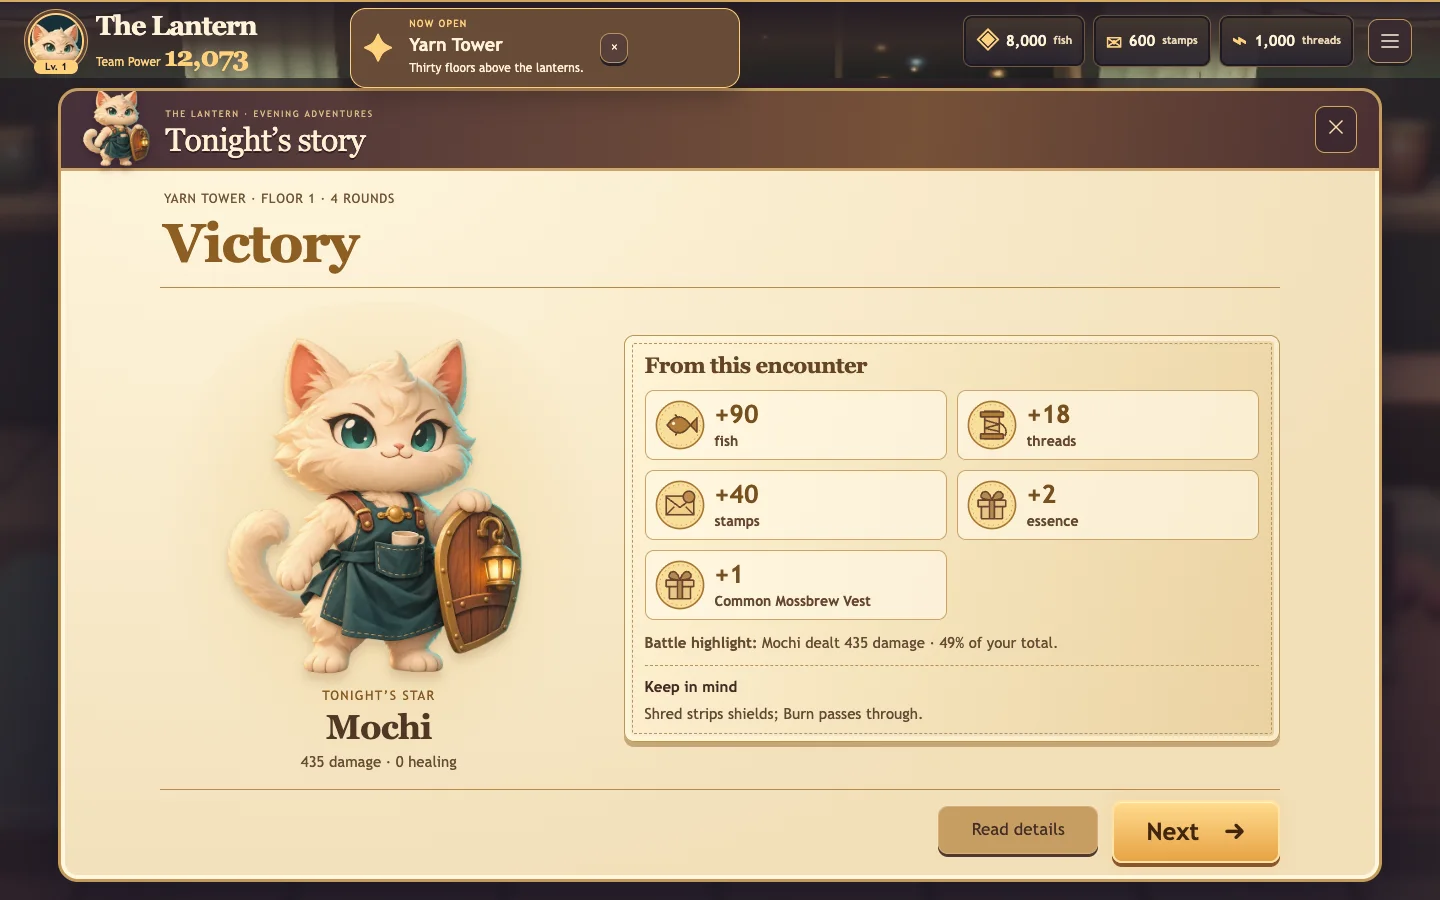 The Lantern
Team Power 12,073
Lv. 1
NOW OPEN
Yarn Tower
Thirty floors above the lanterns.
×
8,000 fish
600 stamps
1,000 threads
THE LANTERN · EVENING ADVENTURES
Tonight’s story
YARN TOWER · FLOOR 1 · 4 ROUNDS
Victory
From this encounter
+90
fish
+18
threads
+40
stamps
+2
essence
+1
Common Mossbrew Vest
Battle highlight: Mochi dealt 435 damage · 49% of your total.
Keep in mind
Shred strips shields; Burn passes through.
TONIGHT’S STAR
Mochi
435 damage · 0 healing
Read details
Next →